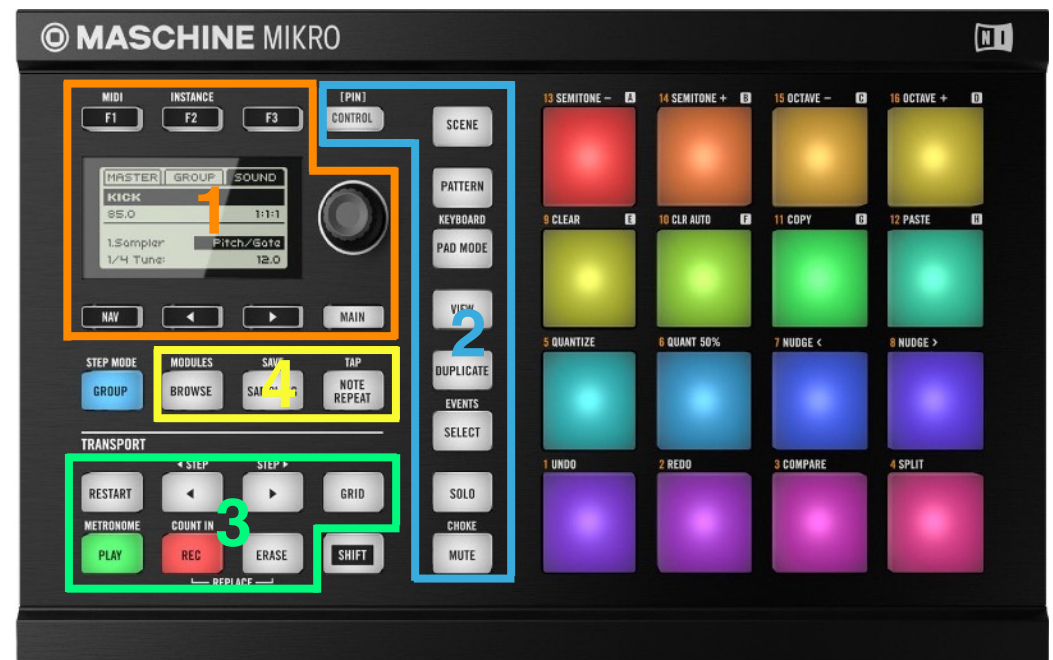 MASCHINE MIKRO
NI
MIDI
INSTANCE
[PIN]
F1
F2
F3
CONTROL
SCENE
MASTER GROUP SOUND
KICK
85.0 1:1:1
1.Sampler Pitch/Gate
1/4 Tune: 12.0
1
PATTERN
KEYBOARD
PAD MODE
NAV
MAIN
VIEW
2
DUPLICATE
STEP MODE
MODULES
SAVE
TAP
GROUP
BROWSE
NOTE
REPEAT
4
EVENTS
SELECT
TRANSPORT
◄ STEP
STEP ►
RESTART
◄
►
GRID
SOLO
METRONOME
COUNT IN
3
CHOKE
PLAY
REC
ERASE
SHIFT
MUTE
REPLACE
13 SEMITONE – A
14 SEMITONE + B
15 OCTAVE – C
16 OCTAVE + D
9 CLEAR E
10 CLR AUTO F
11 COPY G
12 PASTE H
5 QUANTIZE
6 QUANT 50%
7 NUDGE <
8 NUDGE >
1 UNDO
2 REDO
3 COMPARE
4 SPLIT